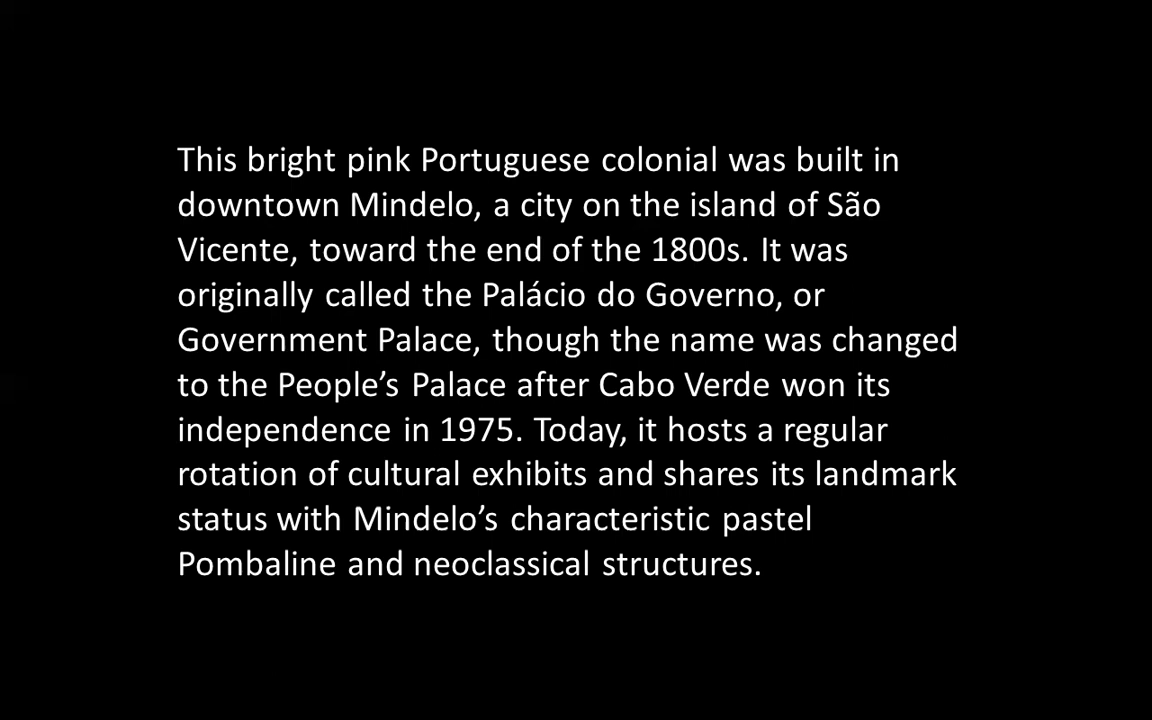 This bright pink Portuguese colonial was built in
downtown Mindelo, a city on the island of São
Vicente, toward the end of the 1800s. It was
originally called the Palácio do Governo, or
Government Palace, though the name was changed
to the People’s Palace after Cabo Verde won its
independence in 1975. Today, it hosts a regular
rotation of cultural exhibits and shares its landmark
status with Mindelo’s characteristic pastel
Pombaline and neoclassical structures.